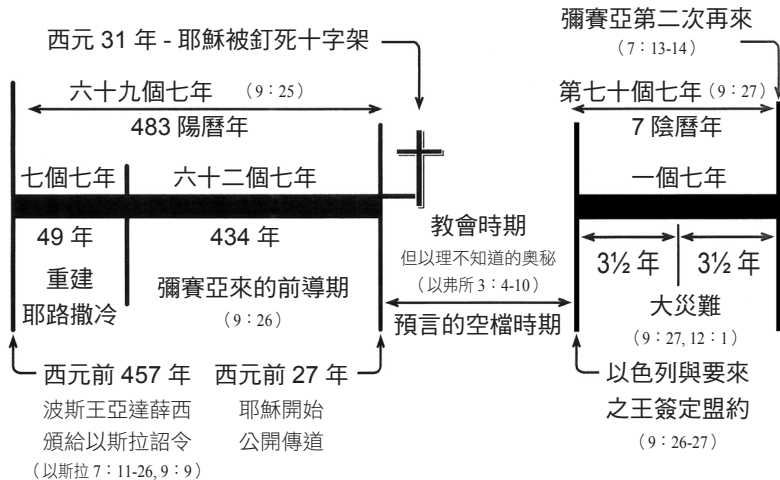 西元 31 年 - 耶穌被釘死十字架
彌賽亞第二次再來
（7：13-14）
六十九個七年 （9：25）
483 陽曆年
第七十個七年（9：27）
7 陰曆年
七個七年
六十二個七年
一個七年
49 年
434 年
教會時期
但以理不知道的奧秘
（以弗所 3：4-10）
3½ 年
3½ 年
重建
耶路撒冷
彌賽亞來的前導期
（9：26）
預言的空檔時期
大災難
（9：27, 12：1）
西元前 457 年
波斯王亞達薛西
頒給以斯拉詔令
（以斯拉 7：11-26, 9：9）
西元前 27 年
耶穌開始
公開傳道
以色列與要來
之王簽定盟約
（9：26-27）